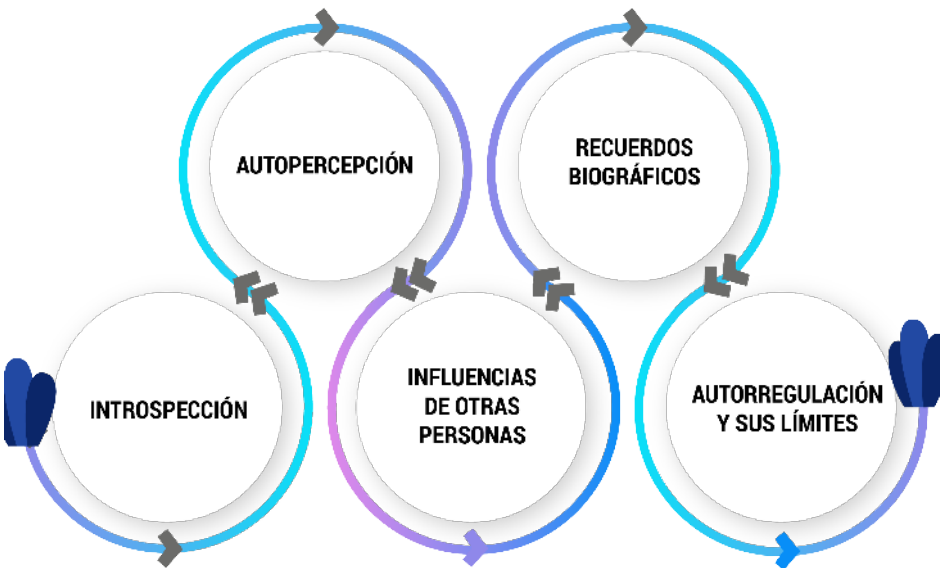 INTROSPECCIÓN
AUTOPERCEPCIÓN
INFLUENCIAS
DE OTRAS
PERSONAS
RECUERDOS
BIOGRÁFICOS
AUTORREGULACIÓN
Y SUS LÍMITES